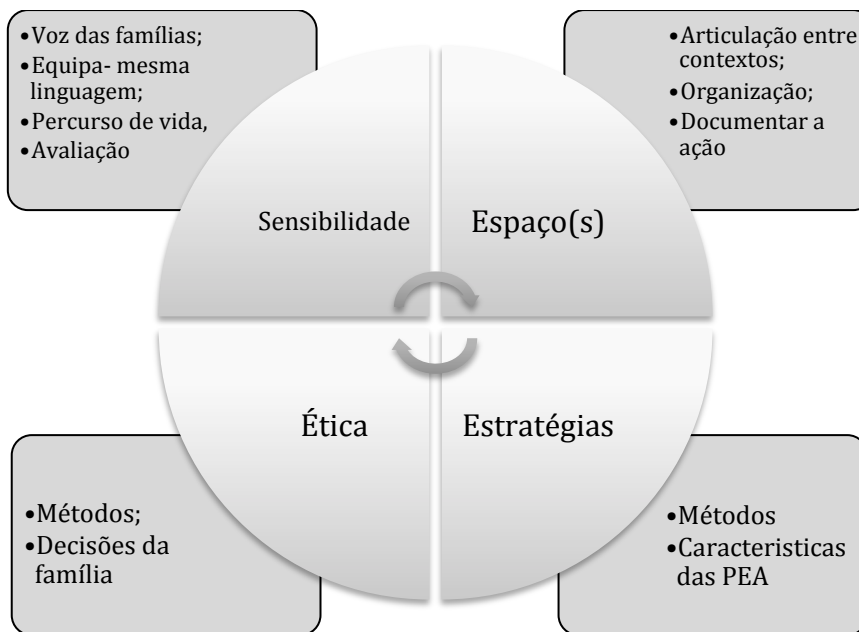 •Voz das famílias;
•Equipa- mesma
linguagem;
•Percurso de vida,
•Avaliação
•Articulação entre
contextos;
•Organização;
•Documentar a
ação
Sensibilidade
Espaço(s)
Ética
Estratégias
•Métodos;
•Decisões da
família
•Métodos
•Caracteristicas
das PEA